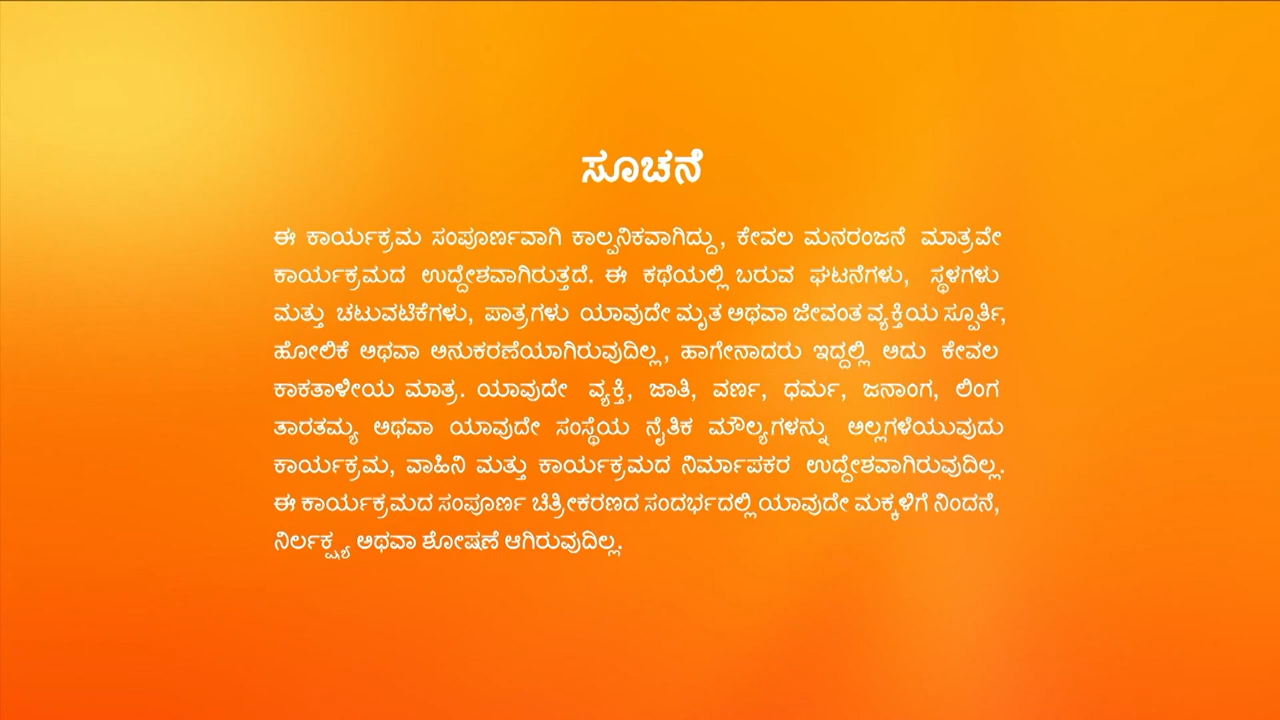 ಸೂಚನೆ
ಈ ಕಾರ್ಯಕ್ರಮ ಸಂಪೂರ್ಣವಾಗಿ ಕಾಲ್ಪನಿಕವಾಗಿದ್ದು, ಕೇವಲ ಮನರಂಜನೆ ಮಾತ್ರವೇ
ಕಾರ್ಯಕ್ರಮದ ಉದ್ದೇಶವಾಗಿರುತ್ತದೆ. ಈ ಕಥೆಯಲ್ಲಿ ಬರುವ ಘಟನೆಗಳು, ಸ್ಥಳಗಳು
ಮತ್ತು ಚಟುವಟಿಕೆಗಳು, ಪಾತ್ರಗಳು ಯಾವುದೇ ಮೃತ ಅಥವಾ ಜೀವಂತ ವ್ಯಕ್ತಿಯ ಸ್ಪೂರ್ತಿ,
ಹೋಲಿಕೆ ಅಥವಾ ಅನುಕರಣೆಯಾಗಿರುವುದಿಲ್ಲ, ಹಾಗೇನಾದರು ಇದ್ದಲ್ಲಿ ಅದು ಕೇವಲ
ಕಾಕತಾಳೀಯ ಮಾತ್ರ. ಯಾವುದೇ ವ್ಯಕ್ತಿ, ಜಾತಿ, ವರ್ಣ, ಧರ್ಮ, ಜನಾಂಗ, ಲಿಂಗ
ತಾರತಮ್ಯ ಅಥವಾ ಯಾವುದೇ ಸಂಸ್ಥೆಯ ನೈತಿಕ ಮೌಲ್ಯಗಳನ್ನು ಅಲ್ಲಗಳೆಯುವುದು
ಕಾರ್ಯಕ್ರಮ, ವಾಹಿನಿ ಮತ್ತು ಕಾರ್ಯಕ್ರಮದ ನಿರ್ಮಾಪಕರ ಉದ್ದೇಶವಾಗಿರುವುದಿಲ್ಲ.
ಈ ಕಾರ್ಯಕ್ರಮದ ಸಂಪೂರ್ಣ ಚಿತ್ರೀಕರಣದ ಸಂದರ್ಭದಲ್ಲಿ ಯಾವುದೇ ಮಕ್ಕಳಿಗೆ ನಿಂದನೆ,
ನಿರ್ಲಕ್ಷ್ಯ ಅಥವಾ ಶೋಷಣೆ ಆಗಿರುವುದಿಲ್ಲ.